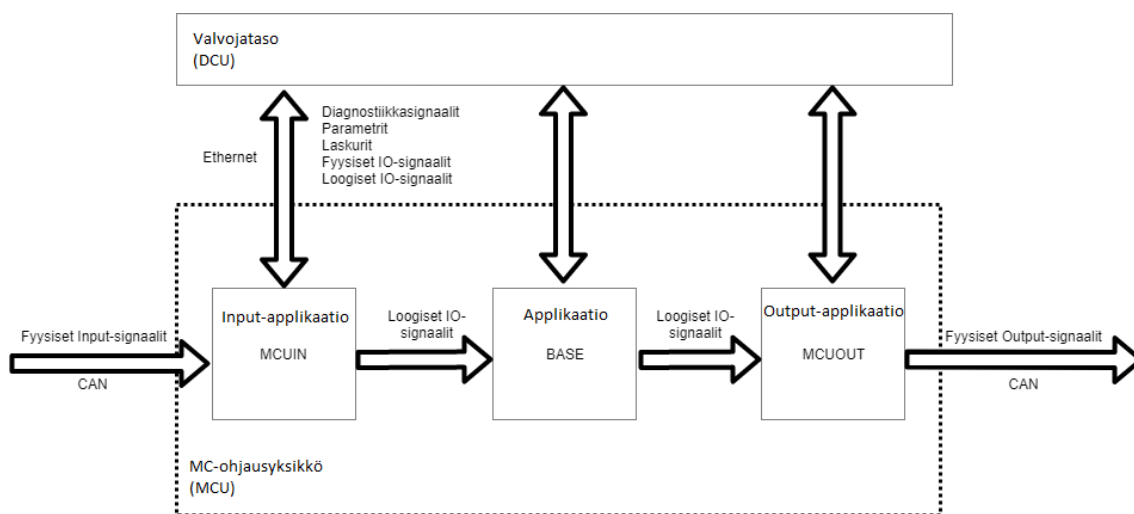 Valvojataso
(DCU)
Diagnostiikkasignaalit
Parametrit
Laskurit
Fyysiset IO-signaalit
Loogiset IO-signaalit
Ethernet
Fyysiset Input-signaalit
CAN
Input-applikaatio
MCUIN
Loogiset IO-
signaalit
Applikaatio
BASE
Loogiset IO-
signaalit
Output-applikaatio
MCUOUT
Fyysiset Output-signaalit
CAN
MC-ohjausyksikkö
(MCU)